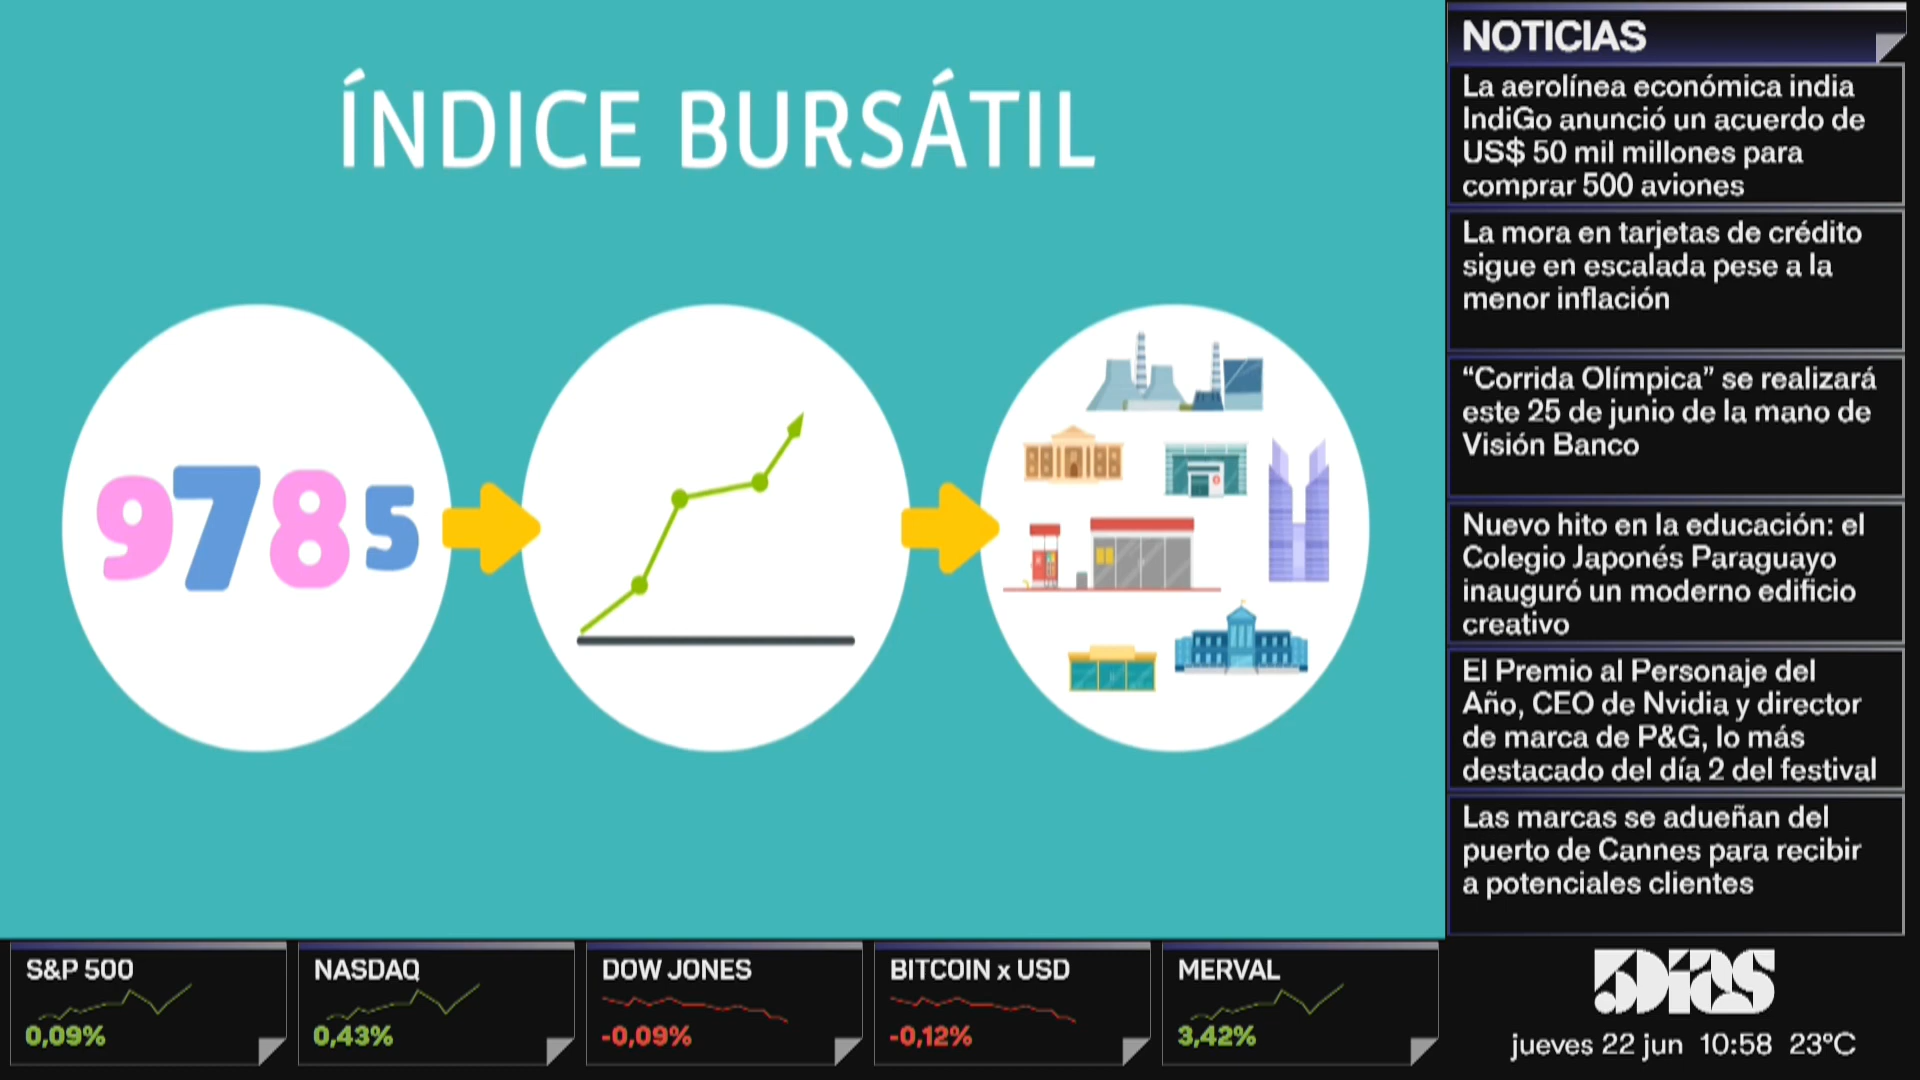 ÍNDICE BURSÁTIL
9785
NOTICIAS
La aerolínea económica india
IndiGo anunció un acuerdo de
US$ 50 mil millones para
comprar 500 aviones
La mora en tarjetas de crédito
sigue en escalada pese a la
menor inflación
“Corrida Olímpica” se realizará
este 25 de junio de la mano de
Visión Banco
Nuevo hito en la educación: el
Colegio Japonés Paraguayo
inauguró un moderno edificio
creativo
El Premio al Personaje del
Año, CEO de Nvidia y director
de marca de P&G, lo más
destacado del día 2 del festival
Las marcas se adueñan del
puerto de Cannes para recibir
a potenciales clientes
S&P 500
0,09%
NASDAQ
0,43%
DOW JONES
-0,09%
BITCOIN x USD
-0,12%
MERVAL
3,42%
5Días
jueves 22 jun 10:58 23°C